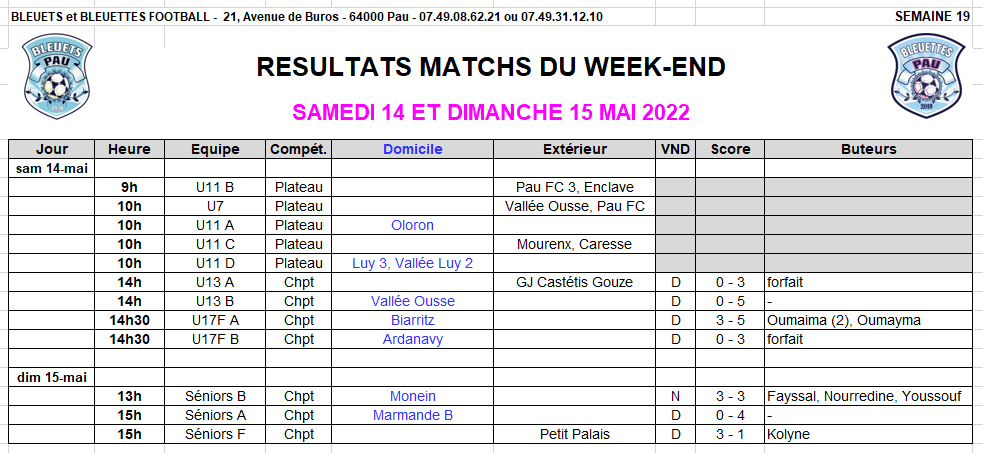 BLEUETS et BLEUETTES FOOTBALL - 21, Avenue de Buros - 64000 Pau - 07.49.08.62.21 ou 07.49.31.12.10 SEMAINE 19
BLEUETS PAU
BLEUETTES PAU 2019
RESULTATS MATCHS DU WEEK-END
SAMEDI 14 ET DIMANCHE 15 MAI 2022
Jour Heure Equipe Compét. Domicile Extérieur VND Score Buteurs
sam 14-mai
9h U11 B Plateau Pau FC 3, Enclave
10h U7 Plateau Vallée Ousse, Pau FC
10h U11 A Plateau Oloron
10h U11 C Plateau Mourenx, Caresse
10h U11 D Plateau Luy 3, Vallée Luy 2
14h U13 A Chpt GJ Castétis Gouze D 0 - 3 forfait
14h U13 B Chpt Vallée Ousse D 0 - 5 -
14h30 U17F A Chpt Biarritz D 3 - 5 Oumaima (2), Oumayma
14h30 U17F B Chpt Ardanavy D 0 - 3 forfait
dim 15-mai
13h Séniors B Chpt Monein N 3 - 3 Fayssal, Nourredine, Youssouf
15h Séniors A Chpt Marmande B D 0 - 4 -
15h Séniors F Chpt Petit Palais D 3 - 1 Kolyne